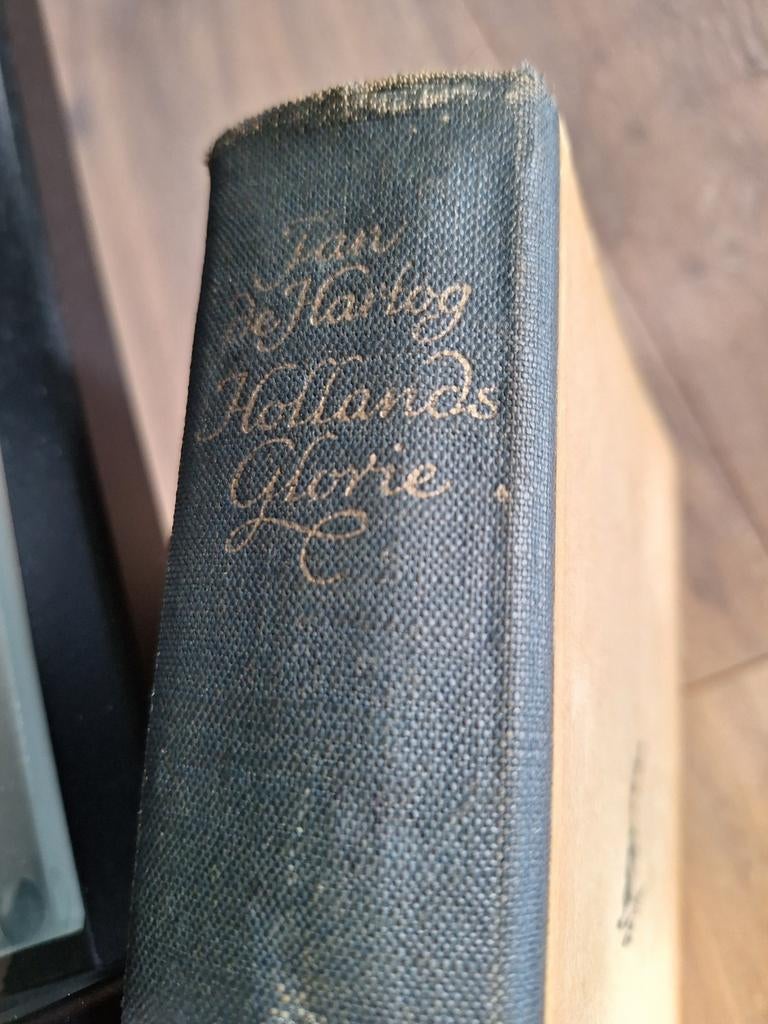 Jan
de Hartog
Hollands
Glorie